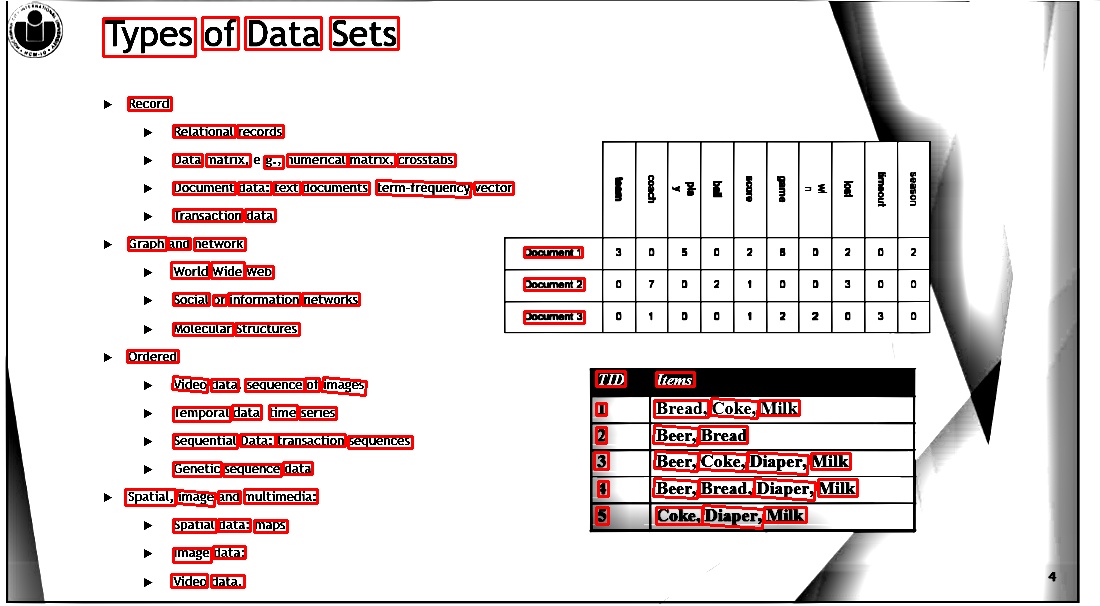 Types of Data Sets
Record
Relational records
Data matrix, e g., numerical matrix, crosstabs
Document data: text documents term-frequency vector
Transaction data
Graph and network
World Wide Web
Social or information networks
Molecular Structures
Ordered
Video data, sequence of images
Temporal data time series
Sequential Data: transaction sequences
Genetic sequence data
Spatial, image and multimedia:
Spatial data: maps
Image data:
Video data.
team coach pla y ball score game wi n lost timeout season
Document 1 3 0 5 0 2 6 0 2 0 2
Document 2 0 7 0 2 1 0 0 3 0 0
Document 3 0 1 0 0 1 2 2 0 3 0
TID Items
1 Bread, Coke, Milk
2 Beer, Bread
3 Beer, Coke, Diaper, Milk
4 Beer, Bread, Diaper, Milk
5 Coke, Diaper, Milk
4